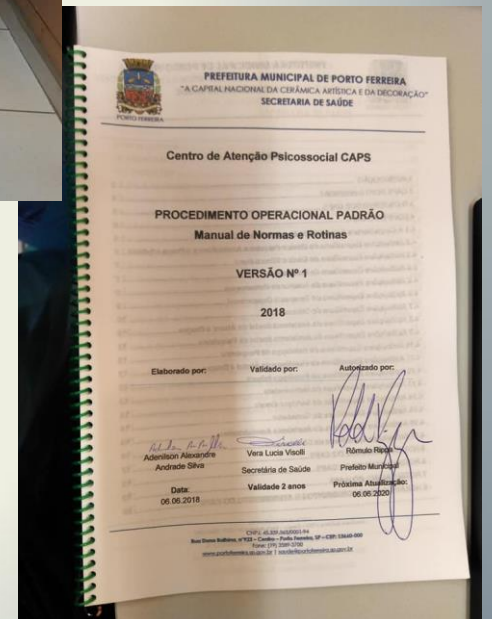 PREFEITURA MUNICIPAL DE PORTO FERREIRA
"A CAPITAL NACIONAL DA CERÂMICA ARTÍSTICA E DA DECORAÇÃO"
SECRETARIA DE SAÚDE
PORTO FERREIRA
Centro de Atenção Psicossocial CAPS
PROCEDIMENTO OPERACIONAL PADRÃO
Manual de Normas e Rotinas
VERSÃO Nº 1
2018
Elaborado por: Validado por: Autorizado por:
Adenilson Alexandre Andrade Silva
Vera Lucia Visolli
Rômulo Rippa
Secretária de Saúde
Prefeito Municipal
Data: 06.06.2018
Validade 2 anos
Próxima Atualização: 06.06.2020